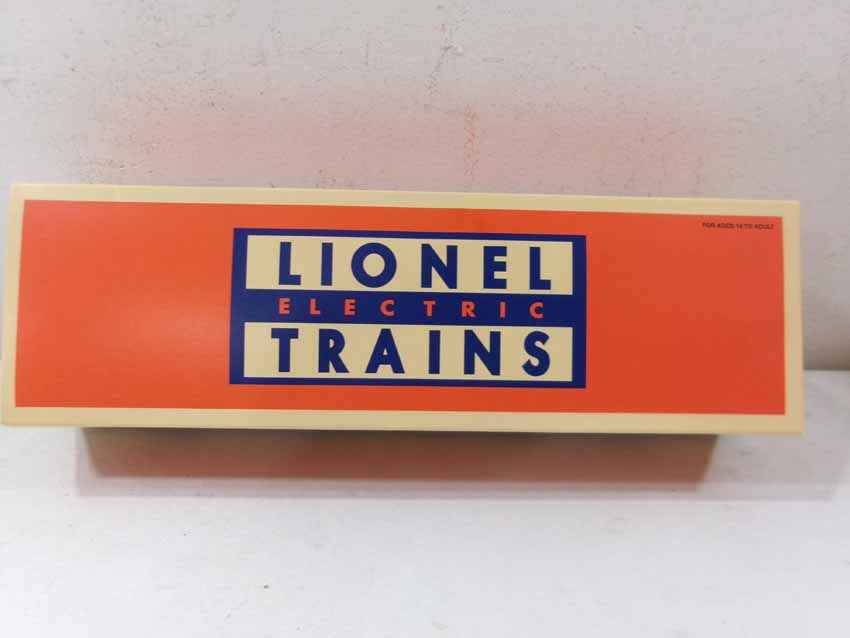 FOR AGES 14 TO ADULT
LIONEL
ELECTRIC
TRAINS